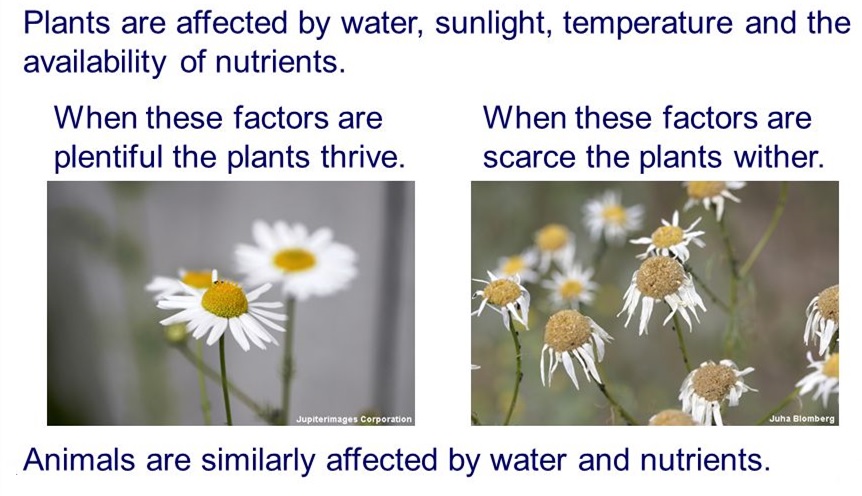 Plants are affected by water, sunlight, temperature and the
availability of nutrients.
When these factors are
plentiful the plants thrive.
When these factors are
scarce the plants wither.
Jupiterimages Corporation
Juha Blomberg
Animals are similarly affected by water and nutrients.